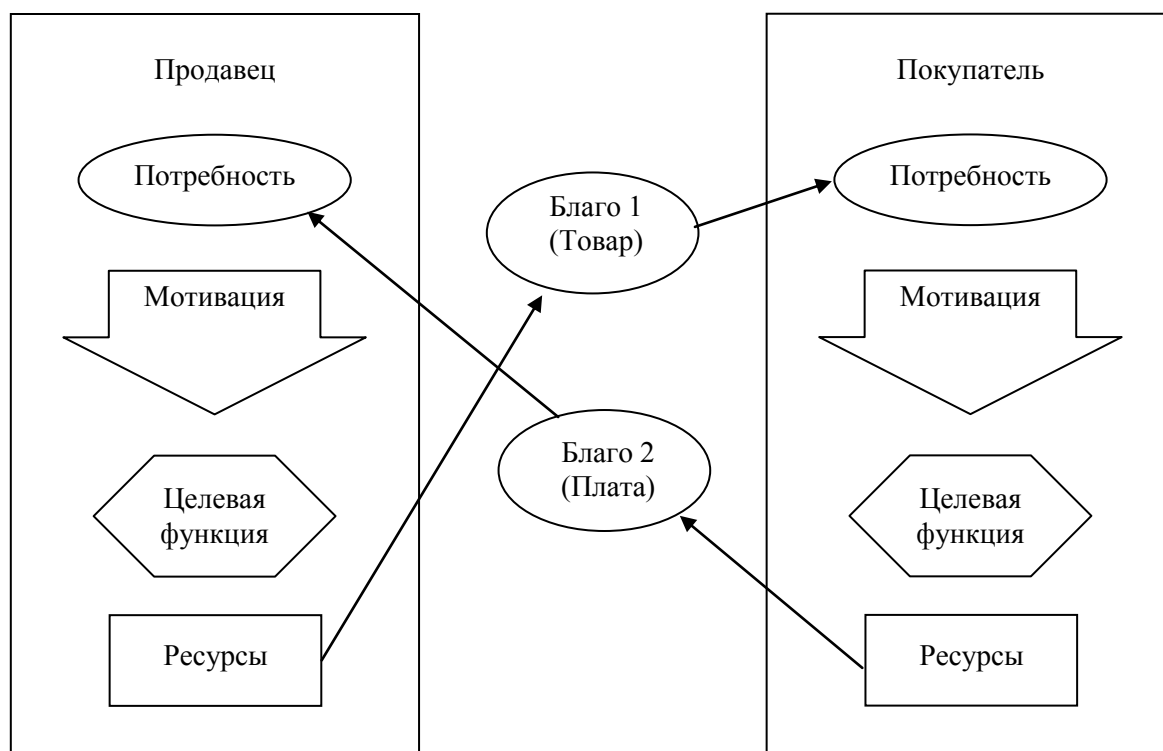 Продавец
Потребность
Мотивация
Целевая
функция
Ресурсы
Благо 1
(Товар)
Благо 2
(Плата)
Покупатель
Потребность
Мотивация
Целевая
функция
Ресурсы